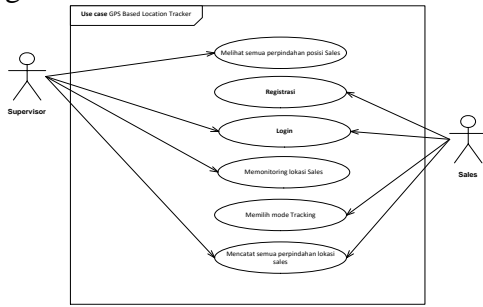 Use case GPS Based Location Tracker
Melihat semua perpindahan posisi Sales
Registrasi
Supervisor
Login
Sales
Memonitoring lokasi Sales
Memilih mode Tracking
Mencatat semua perpindahan lokasi
sales